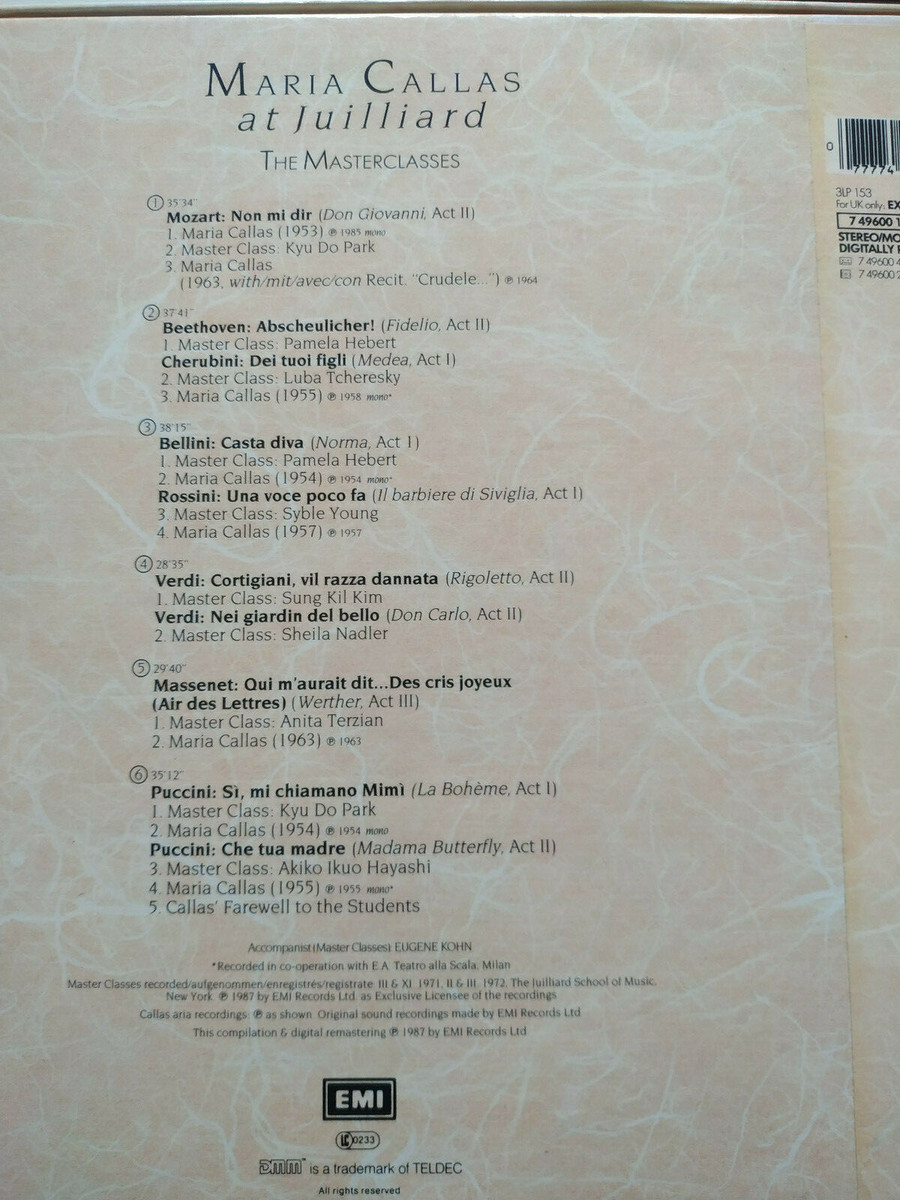 MARIA CALLAS
at Juilliard
THE MASTERCLASSES
① 35'34"
Mozart: Non mi dir (Don Giovanni, Act II)
1. Maria Callas (1953) ℗ 1985 mono
2. Master Class: Kyu Do Park
3. Maria Callas
(1963, with/mit/avec/con Recit. "Crudele...") ℗ 1964
② 37'41"
Beethoven: Abscheulicher! (Fidelio, Act II)
1. Master Class: Pamela Hebert
Cherubini: Dei tuoi figli (Medea, Act I)
2. Master Class: Luba Tcheresky
3. Maria Callas (1955) ℗ 1958 mono*
③ 38'15"
Bellini: Casta diva (Norma, Act 1)
1. Master Class: Pamela Hebert
2. Maria Callas (1954) ℗ 1954 mono*
Rossini: Una voce poco fa (Il barbiere di Siviglia, Act I)
3. Master Class: Syble Young
4. Maria Callas (1957) ℗ 1957
④ 28'35"
Verdi: Cortigiani, vil razza dannata (Rigoletto, Act II)
1. Master Class: Sung Kil Kim
Verdi: Nei giardin del bello (Don Carlo, Act II)
2. Master Class: Sheila Nadler
⑤ 29'40"
Massenet: Qui m'aurait dit...Des cris joyeux
(Air des Lettres) (Werther, Act III)
1. Master Class: Anita Terzian
2. Maria Callas (1963) ℗ 1963
⑥ 35'12"
Puccini: Sì, mi chiamano Mimì (La Bohème, Act I)
1. Master Class: Kyu Do Park
2. Maria Callas (1954) ℗ 1954 mono
Puccini: Che tua madre (Madama Butterfly, Act II)
3. Master Class: Akiko Ikuo Hayashi
4. Maria Callas (1955) ℗ 1955 mono*
5. Callas' Farewell to the Students
Accompanist (Master Classes) EUGENE KOHN
*Recorded in co-operation with E.A. Teatro alla Scala, Milan
Master Classes recorded/aufgenommen/enregistrés/registrate III & XI. 1971, II & III. 1972, The Juilliard School of Music,
New York ℗ 1987 by EMI Records Ltd. as Exclusive Licensee of the recordings
Callas aria recordings ℗ as shown. Original sound recordings made by EMI Records Ltd
This compilation & digital remastering ℗ 1987 by EMI Records Ltd
EMI
LC 0233
DMM™ is a trademark of TELDEC
All rights reserved
0 77774
3LP 153
For UK only: EX
7 49600 1
STEREO/MO
DIGITALLY R
7 49600 4
7 49600 2